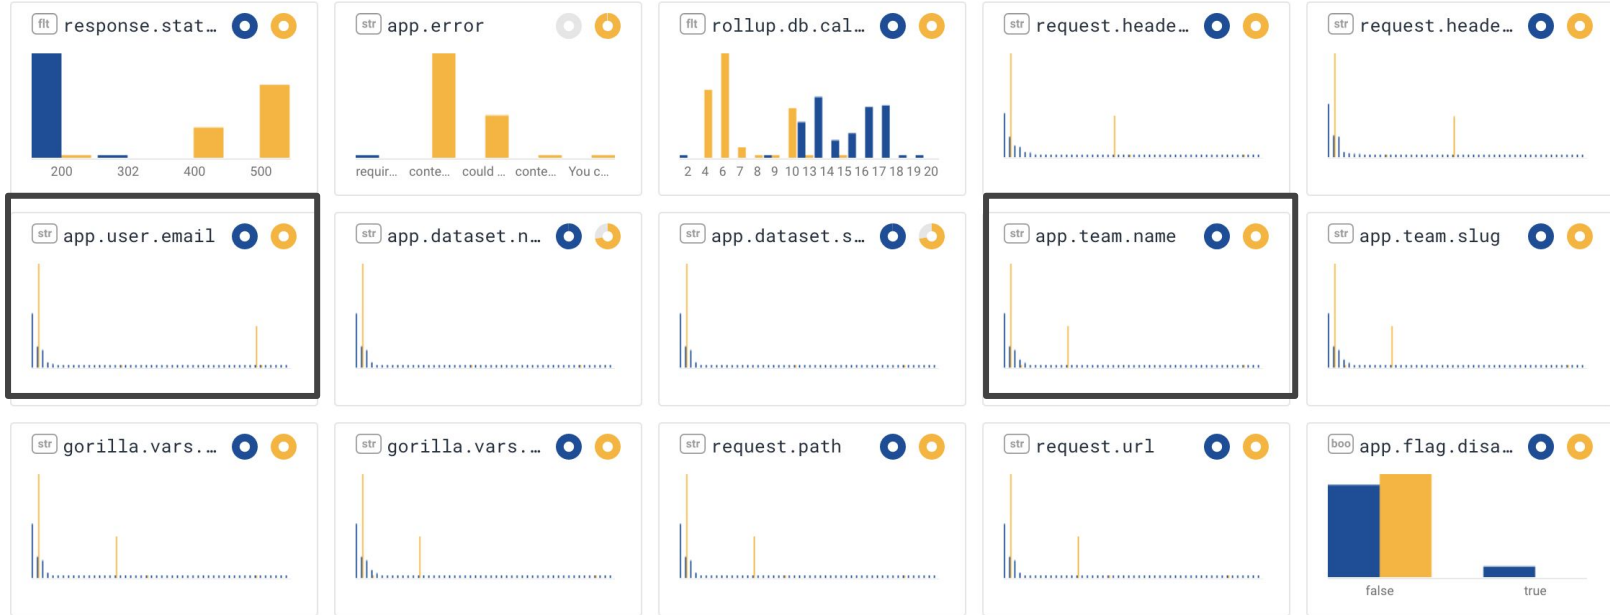 flt response.stat…
str app.error
flt rollup.db.cal…
str request.heade…
str request.heade…
200 302 400 500
requir… conte… could … conte… You c…
2 4 6 7 8 9 10 13 14 15 16 17 18 19 20
str app.user.email
str app.dataset.n…
str app.dataset.s…
str app.team.name
str app.team.slug
str gorilla.vars.…
str gorilla.vars.…
str request.path
str request.url
boo app.flag.disa…
false true